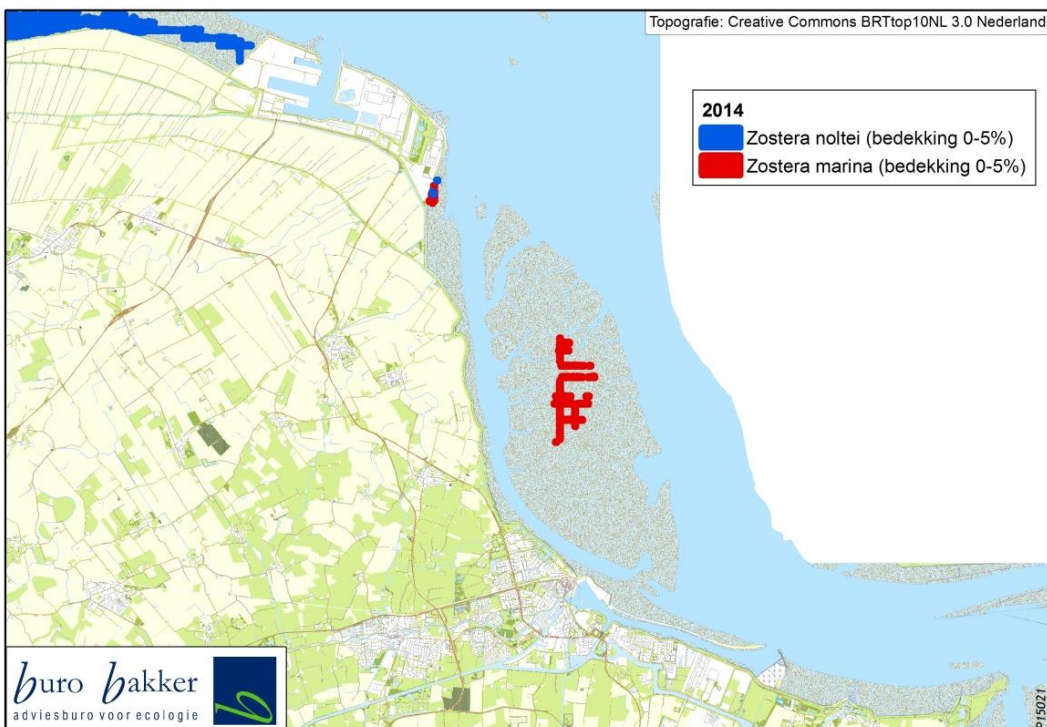 Topografie: Creative Commons BRTtop10NL 3.0 Nederland
2014
Zostera noltei (bedekking 0-5%)
Zostera marina (bedekking 0-5%)
buro bakker
adviesburo voor ecologie
b
P15021